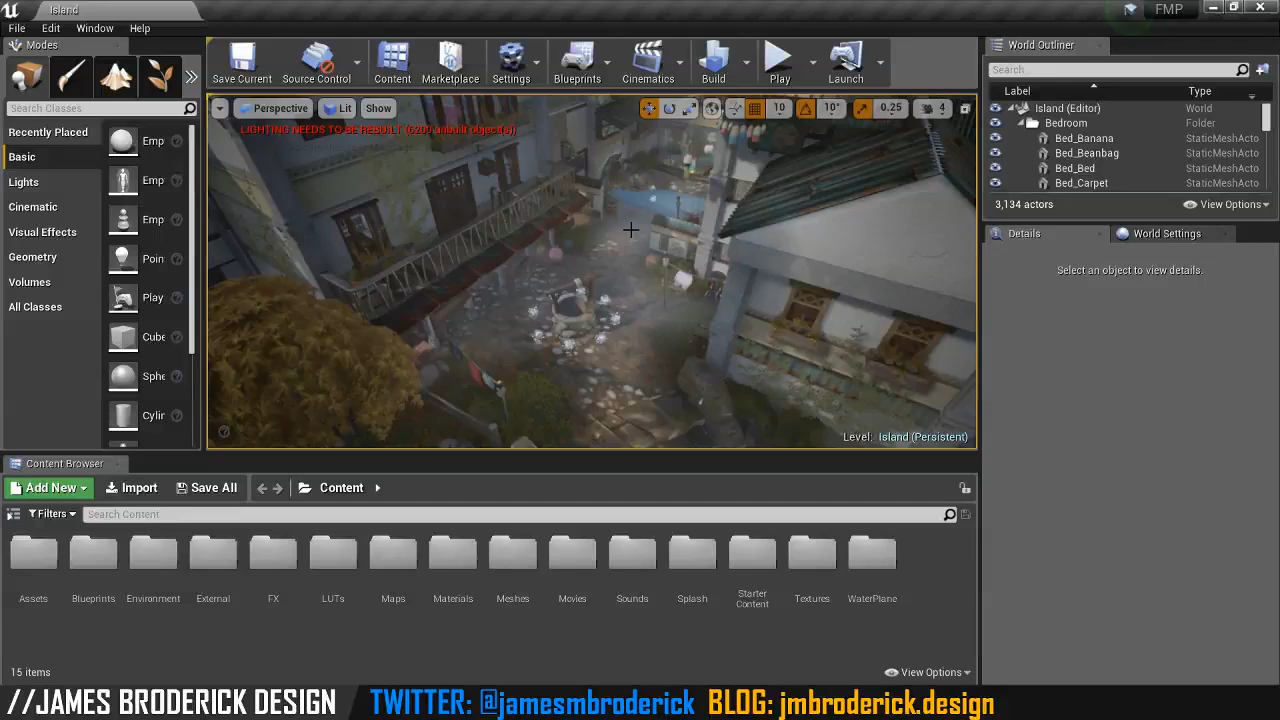 Island
FMP
File Edit Window Help
Modes
Search Classes
Recently Placed
Basic
Lights
Cinematic
Visual Effects
Geometry
Volumes
All Classes
Emp
Emp
Emp
Poin
Play
Cube
Sphe
Cylin
Save Current
Source Control
Content
Marketplace
Settings
Blueprints
Cinematics
Build
Play
Launch
Perspective
Lit
Show
10
10°
0.25
4
LIGHTING NEEDS TO BE REBUILT (6200 unbuilt object(s))
Level: Island (Persistent)
World Outliner
Search...
Label Type
Island (Editor) World
Bedroom Folder
Bed_Banana StaticMeshActo
Bed_Beanbag StaticMeshActo
Bed_Bed StaticMeshActo
Bed_Carpet StaticMeshActo
3,134 actors
View Options
Details
World Settings
Select an object to view details.
Content Browser
Add New
Import
Save All
Content
Filters
Search Content
Assets
Blueprints
Environment
External
FX
LUTs
Maps
Materials
Meshes
Movies
Sounds
Splash
Starter
Content
Textures
WaterPlane
15 items
View Options
//JAMES BRODERICK DESIGN
TWITTER: @jamesmbroderick
BLOG: jmbroderick.design